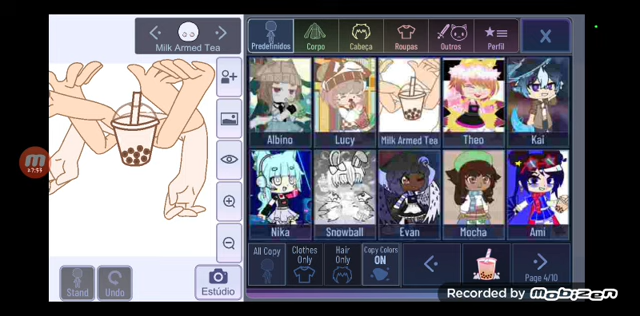 Milk Armed Tea
Predefinidos
Corpo
Cabeça
Roupas
Outros
Perfil
X
Albino
Lucy
Milk Armed Tea
Theo
Kai
Nika
Snowball
Evan
Mocha
Ami
Stand
Undo
Estúdio
All Copy
Clothes
Only
Hair
Only
Copy Colors
ON
Page 4/10
Recorded by mobizen